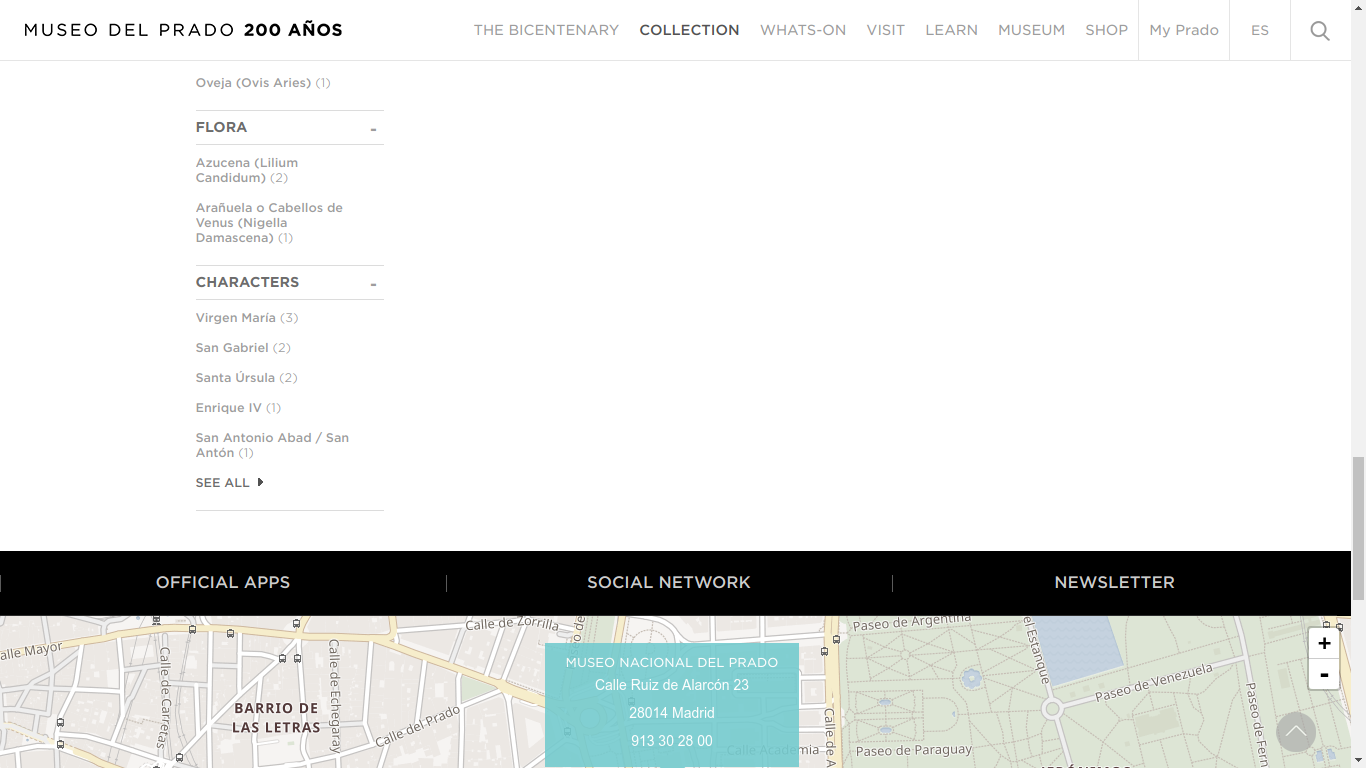 MUSEO DEL PRADO 200 AÑOS
THE BICENTENARY COLLECTION WHATS-ON VISIT LEARN MUSEUM SHOP My Prado ES
Oveja (Ovis Aries) (1)
FLORA -
Azucena (Lilium
Candidum) (2)
Arañuela o Cabellos de
Venus (Nigella
Damascena) (1)
CHARACTERS -
Virgen María (3)
San Gabriel (2)
Santa Úrsula (2)
Enrique IV (1)
San Antonio Abad / San
Antón (1)
SEE ALL
OFFICIAL APPS SOCIAL NETWORK NEWSLETTER
Calle de Zorrilla
Paseo de Argentina
alle Mayor
Calle de Carretas
Calle de Echegaray
BARRIO DE
LAS LETRAS
Calle del Prado
MUSEO NACIONAL DEL PRADO
Calle Ruiz de Alarcón 23
28014 Madrid
913 30 28 00
Calle Academia
Calle de A
el Estanque
Paseo de Venezuela
Paseo de Paraguay
Paseo de Fern
+
-